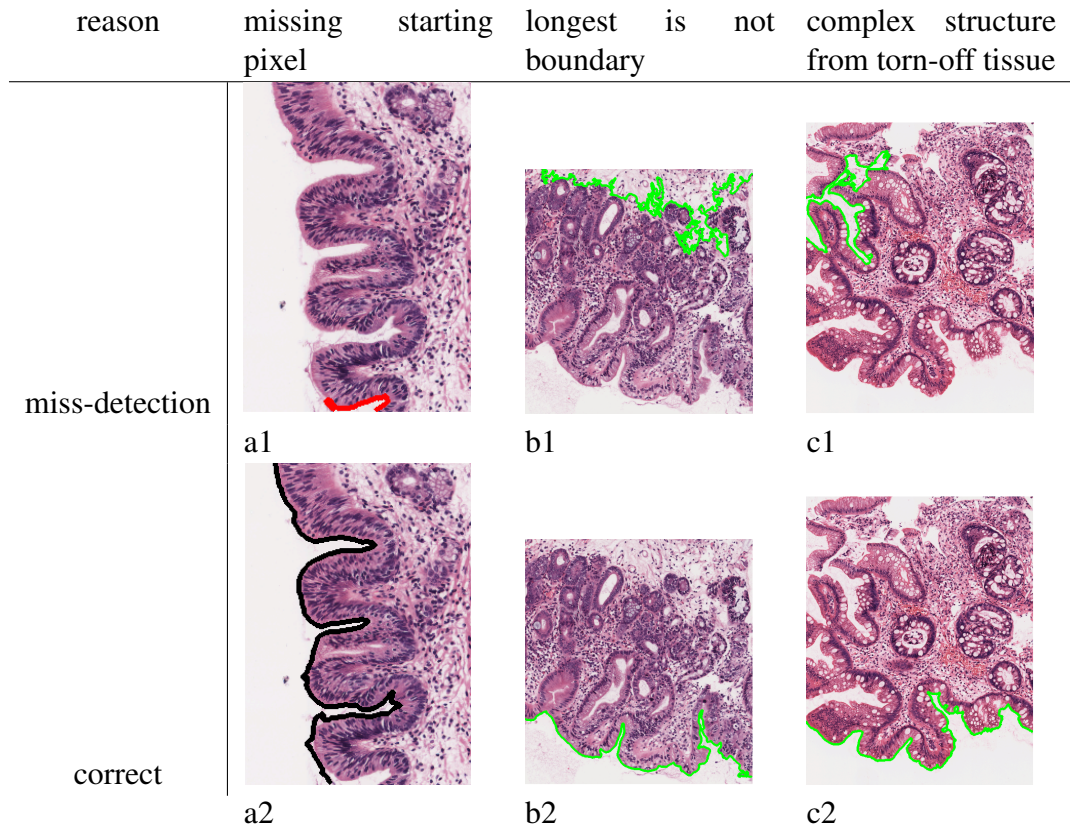 reason
missing starting
pixel
longest is not
boundary
complex structure
from torn-off tissue
miss-detection
a1
b1
c1
correct
a2
b2
c2